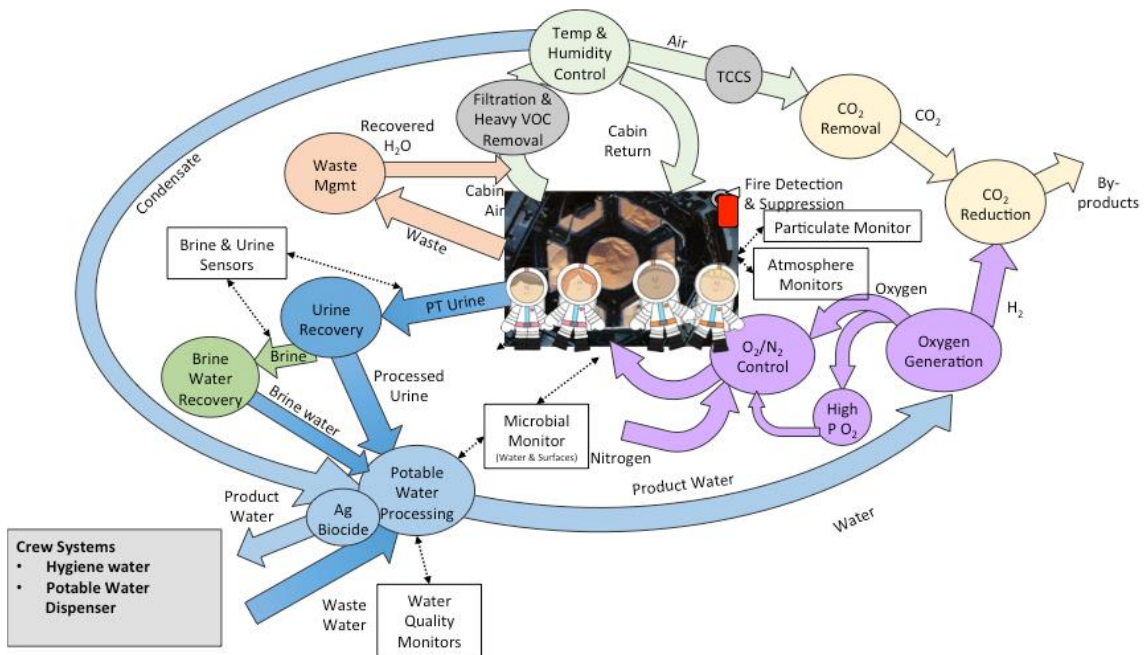 Temp &
Humidity
Control
Air
TCCS
CO2
Removal
CO2
CO2
Reduction
By-
products
Filtration &
Heavy VOC
Removal
Cabin
Return
Recovered
H2O
Waste
Mgmt
Cabin
Air
Waste
Condensate
Fire Detection
& Suppression
Particulate Monitor
Atmosphere
Monitors
Brine & Urine
Sensors
PT Urine
Urine
Recovery
Brine
Brine
Water
Recovery
Processed
Urine
Brine water
Oxygen
H2
O2/N2
Control
Oxygen
Generation
High
P O2
Nitrogen
Microbial
Monitor
(Water & Surfaces)
Potable
Water
Processing
Product Water
Water
Product
Water
Ag
Biocide
Waste
Water
Water
Quality
Monitors
Crew Systems
• Hygiene water
• Potable Water
Dispenser